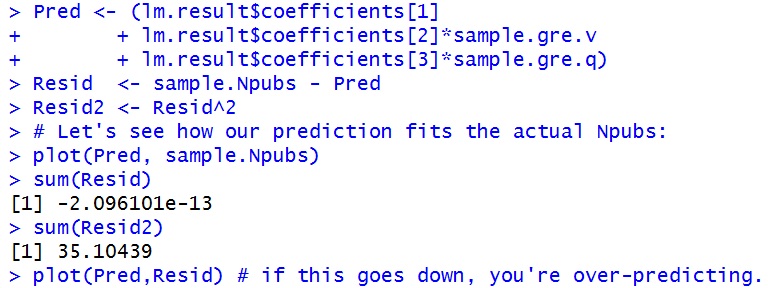 > Pred <- (lm.result$coefficients[1]
+        + lm.result$coefficients[2]*sample.gre.v
+        + lm.result$coefficients[3]*sample.gre.q)
> Resid  <- sample.Npubs - Pred
> Resid2 <- Resid^2
> # Let's see how our prediction fits the actual Npubs:
> plot(Pred, sample.Npubs)
> sum(Resid)
[1] -2.096101e-13
> sum(Resid2)
[1] 35.10439
> plot(Pred,Resid) # if this goes down, you're over-predicting.